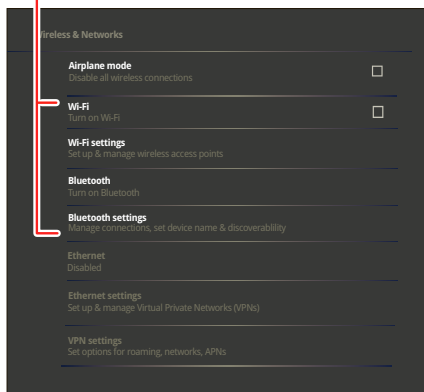 Wireless & Networks
Airplane mode
Disable all wireless connections
Wi-Fi
Turn on Wi-Fi
Wi-Fi settings
Set up & manage wireless access points
Bluetooth
Turn on Bluetooth
Bluetooth settings
Manage connections, set device name & discoverablility
Ethernet
Disabled
Ethernet settings
Set up & manage Virtual Private Networks (VPNs)
VPN settings
Set options for roaming, networks, APNs